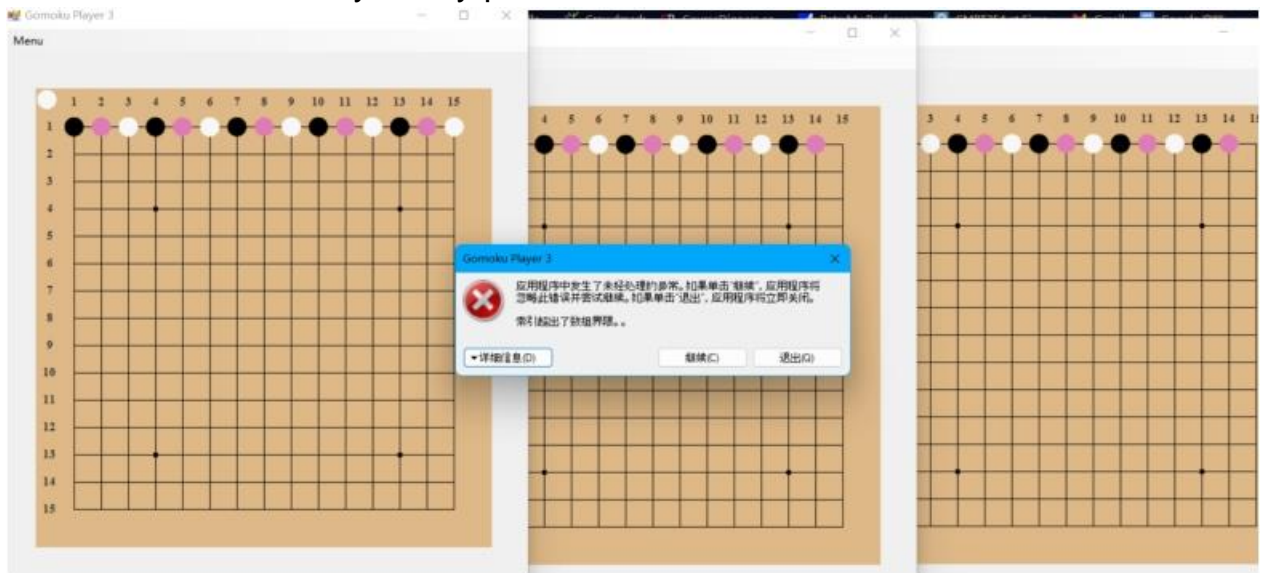 Gomoku Player 3
Menu
1 2 3 4 5 6 7 8 9 10 11 12 13 14 15
1
2
3
4
5
6
7
8
9
10
11
12
13
14
15
4 5 6 7 8 9 10 11 12 13 14 15
3 4 5 6 7 8 9 10 11 12 13 14
Gomoku Player 3
应用程序中发生了未经处理的异常。如果单击“继续”，应用程序将
忽略此错误并尝试继续。如果单击“退出”，应用程序将立即关闭。
索引超出了数组界限。。
详细信息(D)
继续(C)
退出(Q)